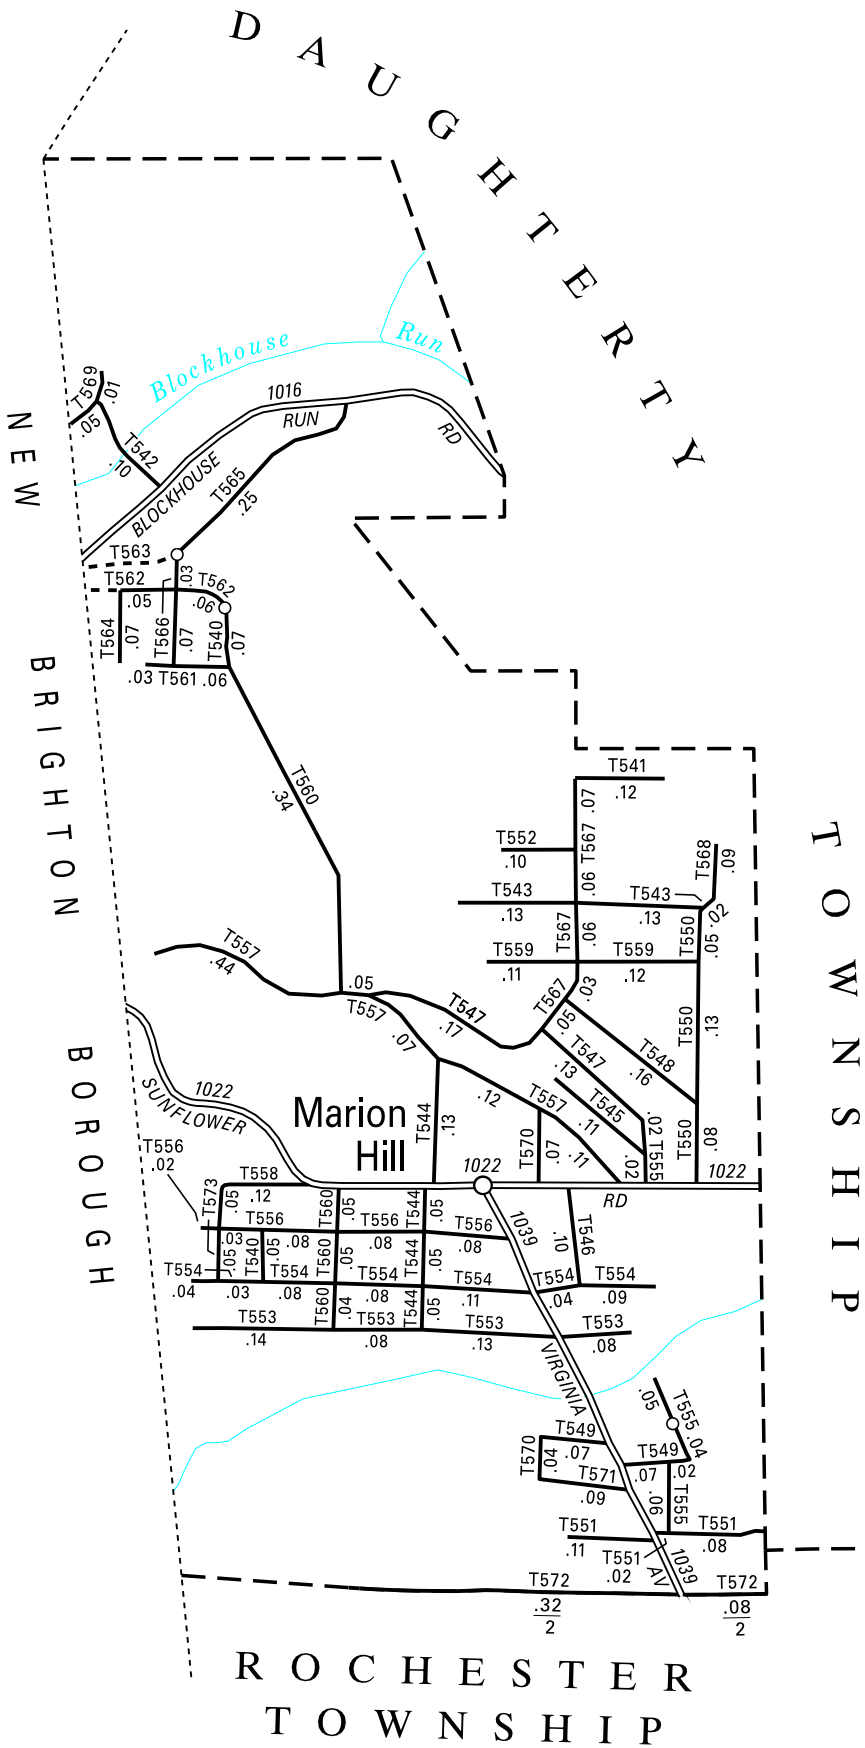 DAUGHTERTY
TOWNSHIP
NEW
BRIGHTON
BOROUGH
Blockhouse Run
1016
BLOCKHOUSE RUN RD
T569
.01
.05
T542
.10
T565
.25
T563
T562
.05
.03
T562
.06
T564
.07
T566
.07
T540
.07
.03 T561 .06
T560
.34
T541
.12
.07
T567
.06
T552
.10
T568
.09
T543
.13
T543
.13
.02
T567
.06
T550
.05
T559
.11
T559
.12
T557
.44
.05
T557
.07
T547
.17
T567
.03
.05
T547
.13
T548
.16
T550
.13
T545
.11
T544
.13
.12
T557
.11
T570
.07
.02
T555
.02
T550
.08
1022
SUNFLOWER
Marion
Hill
1022
1022
RD
T556
.02
T573
.05
T558
.12
T560
.05
T544
.05
1039
T546
.10
T556
.03
.08
T556
.08
T556
.08
T554
.04
.05
.03
T540
.05
T554
.08
T560
.05
T554
.08
T544
.05
T554
.11
T554
.04
T554
.09
T560
.04
T544
.05
T553
.14
T553
.08
T553
.13
T553
.08
VIRGINIA
.05
T555
.04
T570
.04
T549
.07
T571
.09
T549
.07
.02
.06
T555
T551
.11
T551
.02
T551
.08
1039
AV
T572
.32
2
T572
.08
2
ROCHESTER
TOWNSHIP